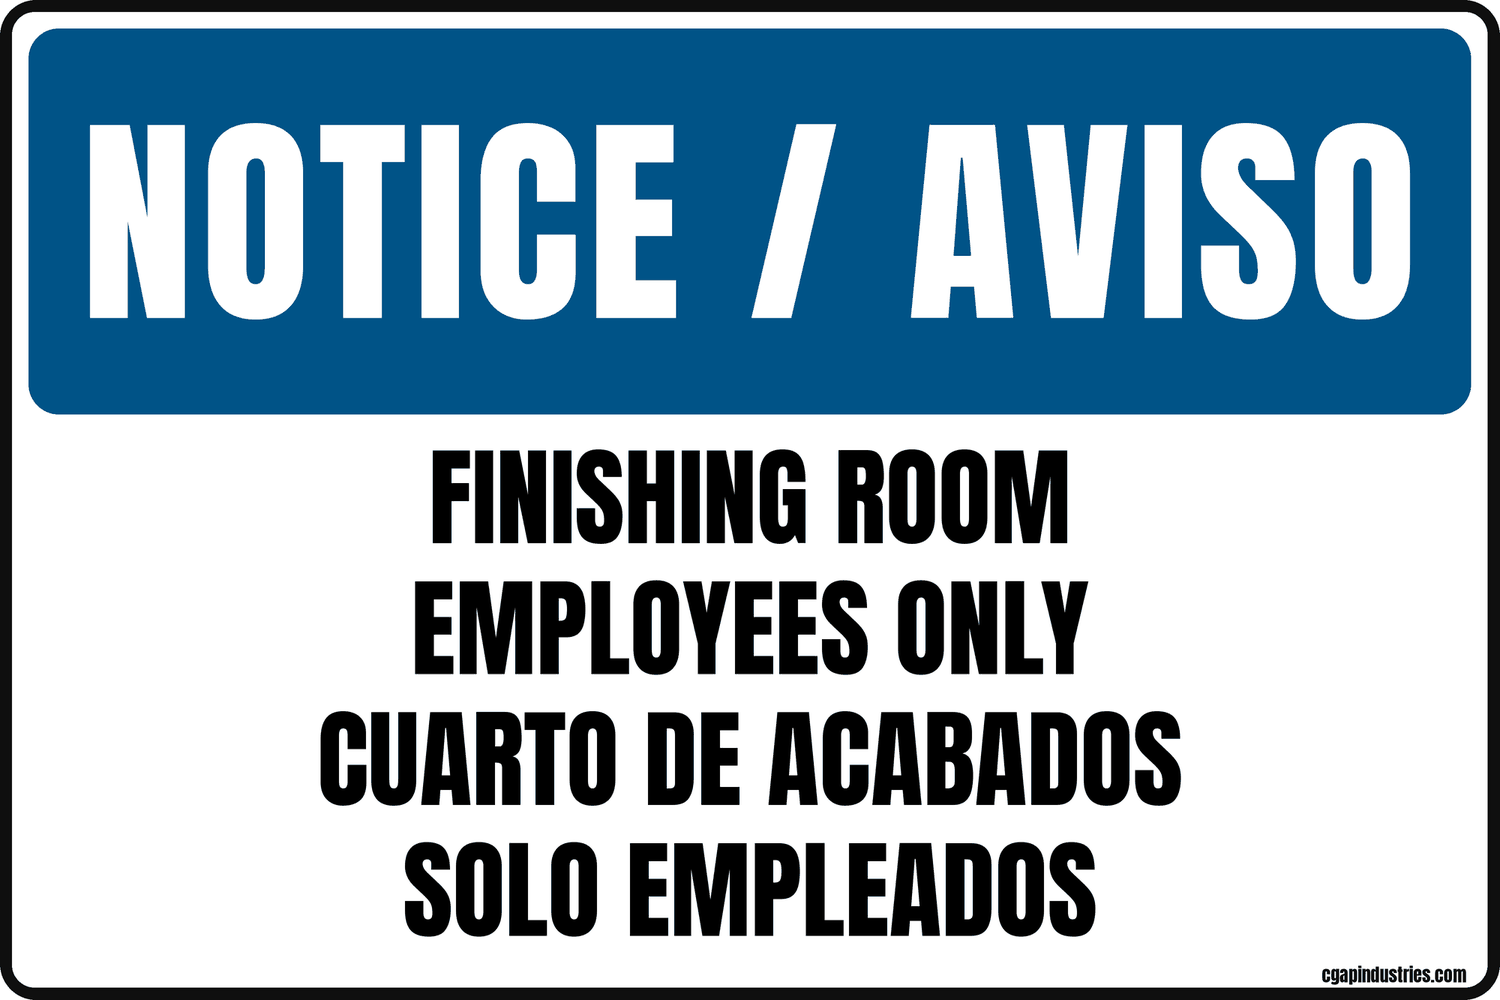 NOTICE / AVISO
FINISHING ROOM
EMPLOYEES ONLY
CUARTO DE ACABADOS
SOLO EMPLEADOS
cgapindustries.com